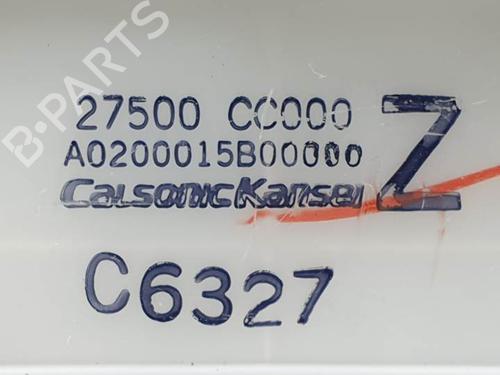 B-PARTS
27500 CC000 Z
A0200015B00000
CalsonicKansei
C6327